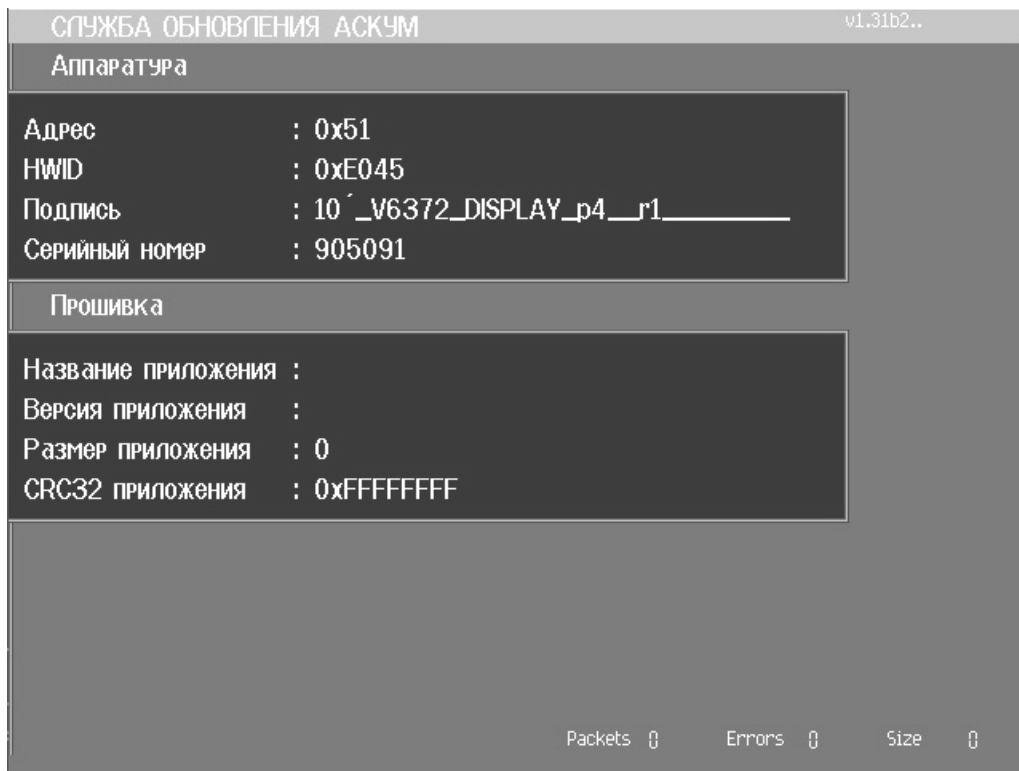 СЛУЖБА ОБНОВЛЕНИЯ АСКУМ v1.31b2..
Аппаратура
Адрес : 0x51
HWID : 0xE045
Подпись : 10´_V6372_DISPLAY_p4__r1_________
Серийный номер : 905091
Прошивка
Название приложения :
Версия приложения :
Размер приложения : 0
CRC32 приложения : 0xFFFFFFFF
Packets 0 Errors 0 Size 0